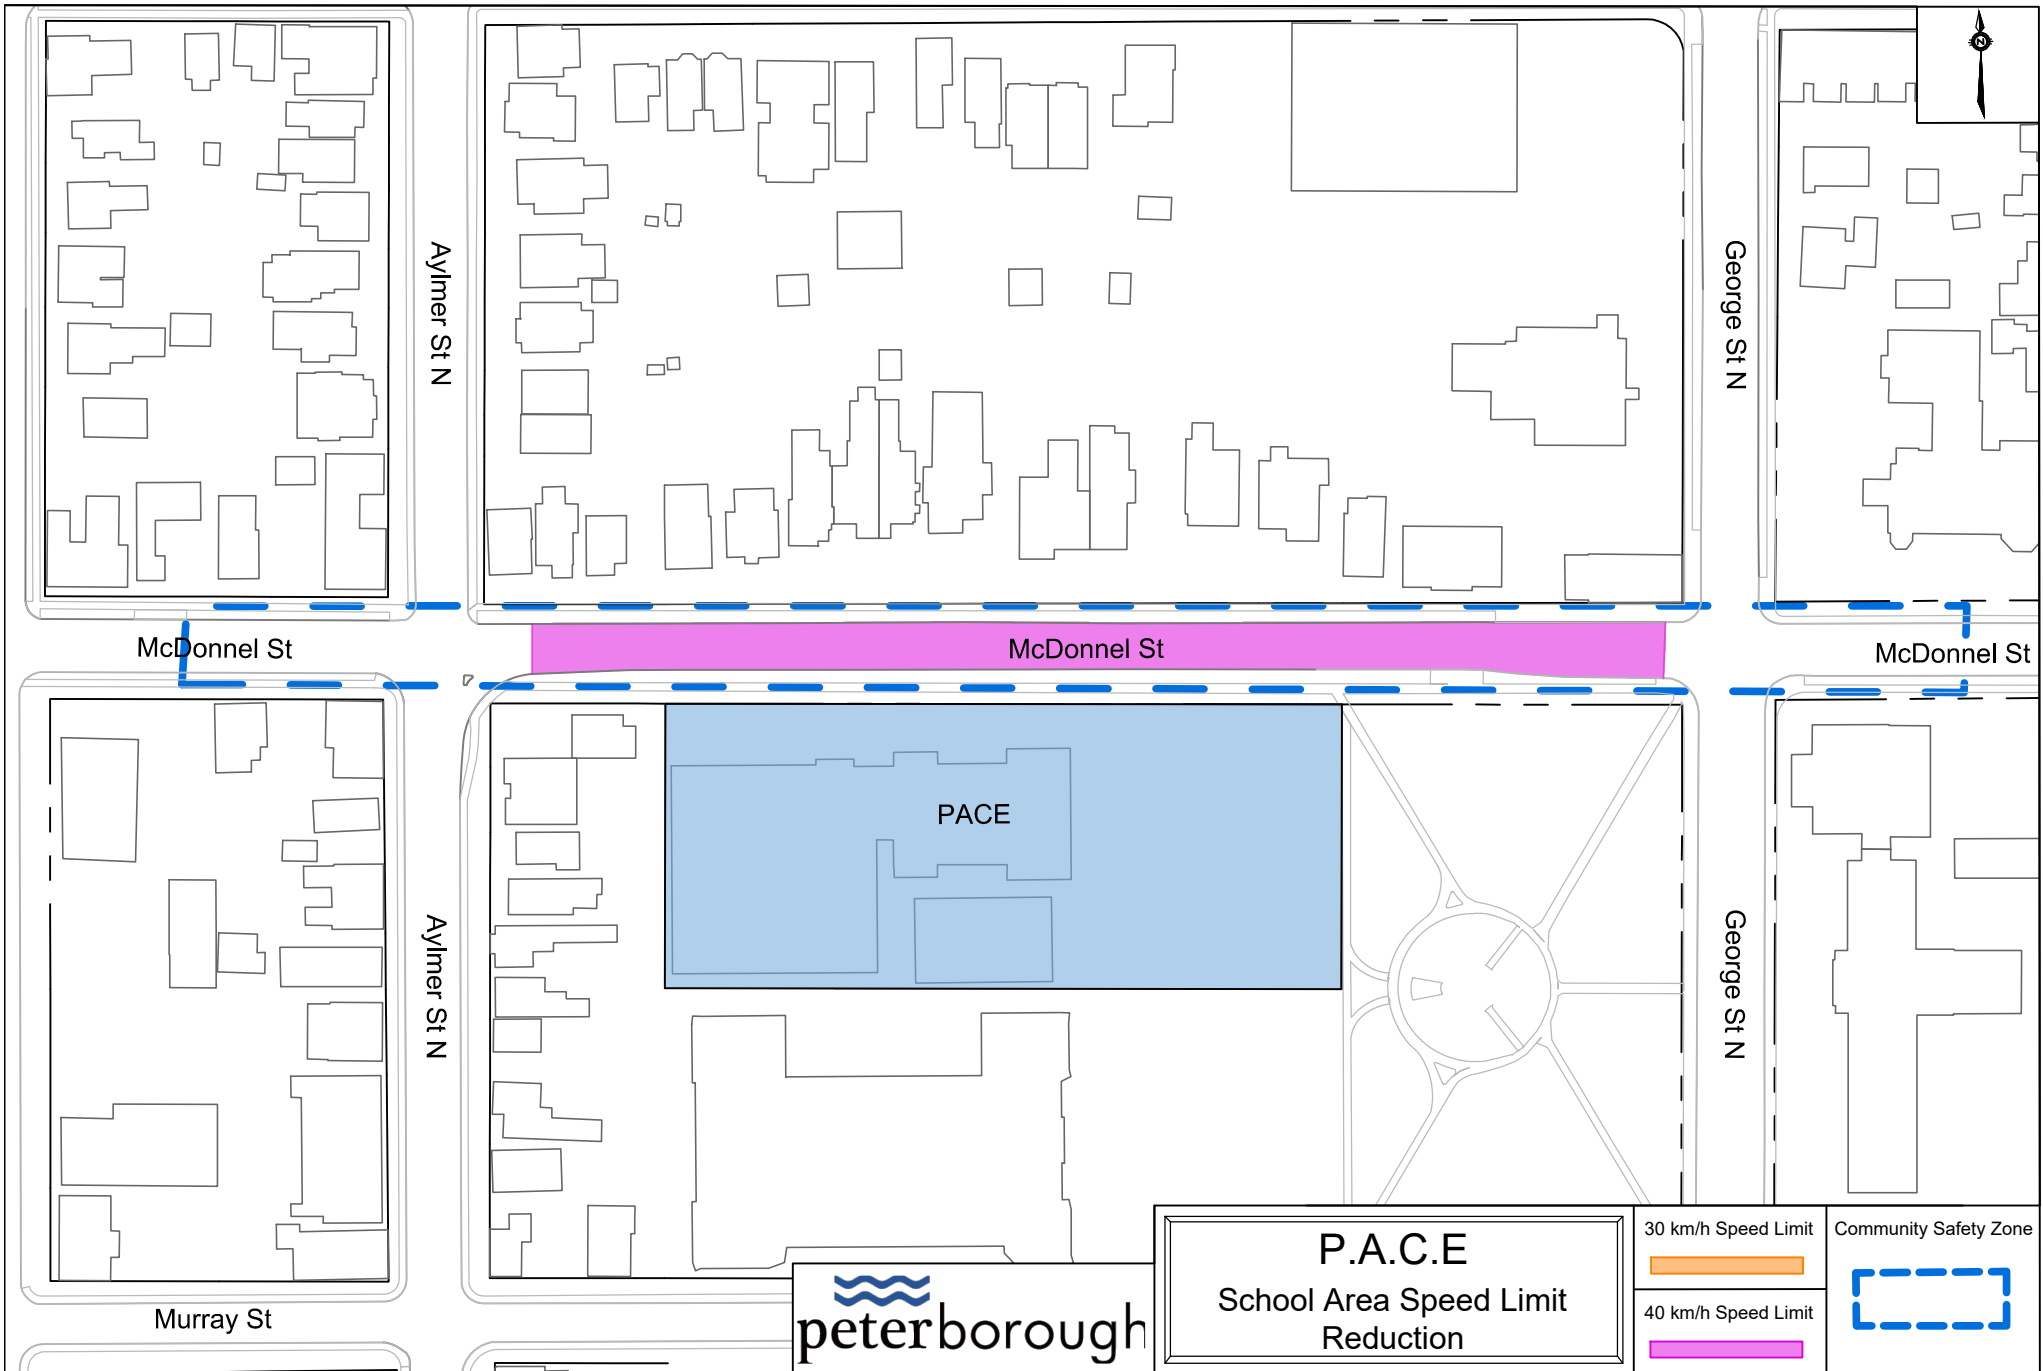 N
Aylmer St N
George St N
McDonnel St
McDonnel St
McDonnel St
PACE
Aylmer St N
George St N
Murray St
peterborough
P.A.C.E
School Area Speed Limit
Reduction
30 km/h Speed Limit
40 km/h Speed Limit
Community Safety Zone